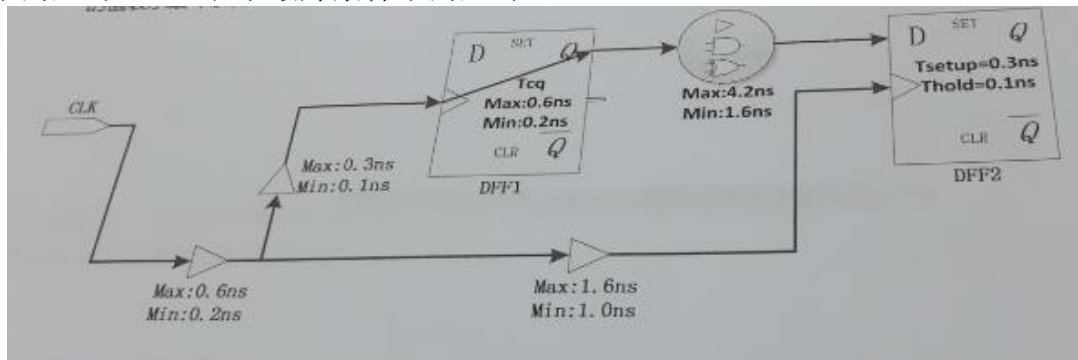 CLK
Max:0.6ns
Min:0.2ns
Max:0.3ns
Min:0.1ns
D SET Q
Tcq
Max:0.6ns
Min:0.2ns
CLR Q
DFF1
Max:4.2ns
Min:1.6ns
Max:1.6ns
Min:1.0ns
D SET Q
Tsetup=0.3ns
Thold=0.1ns
CLR Q
DFF2